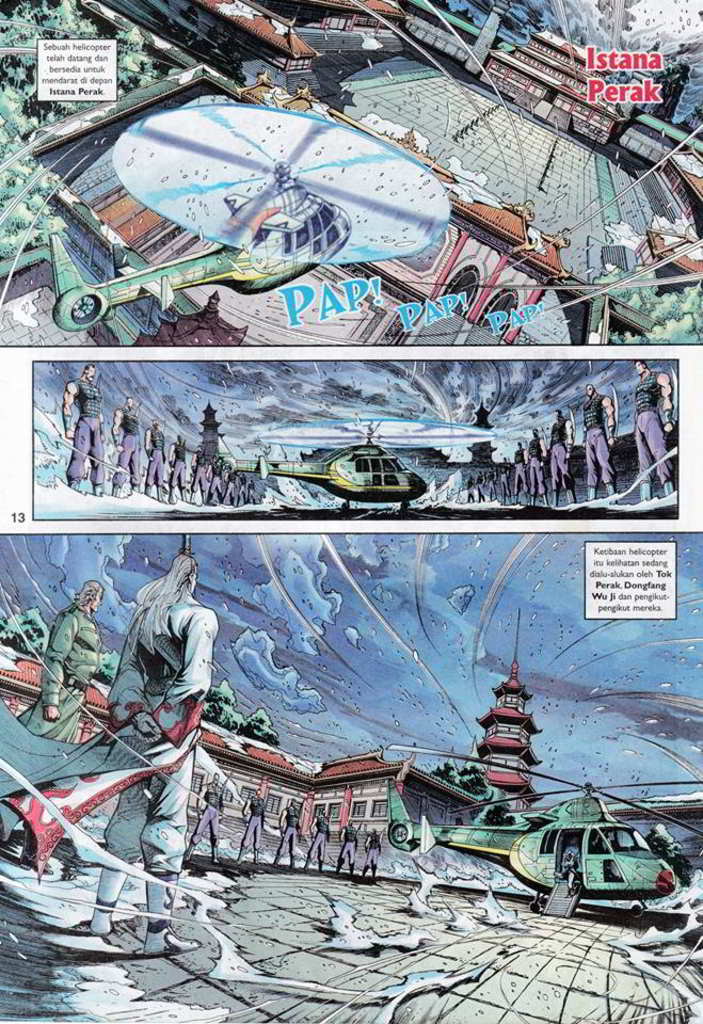 Sebuah helicopter
telah datang dan
bersedia untuk
mendarat di depan
Istana Perak.
Istana
Perak
PAP!
PAP!
PAP!
13
Ketibaan helicopter
itu kelihatan sedang
dialu-alukan oleh Tok
Perak, Dongfang
Wu Ji dan pengikut-
pengikut mereka.